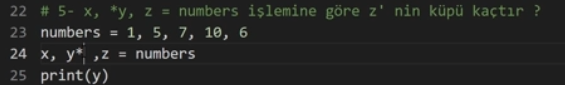 22 # 5- x, *y, z = numbers işlemine göre z' nin küpü kaçtır ?
23 numbers = 1, 5, 7, 10, 6
24 x, y* ,z = numbers
25 print(y)